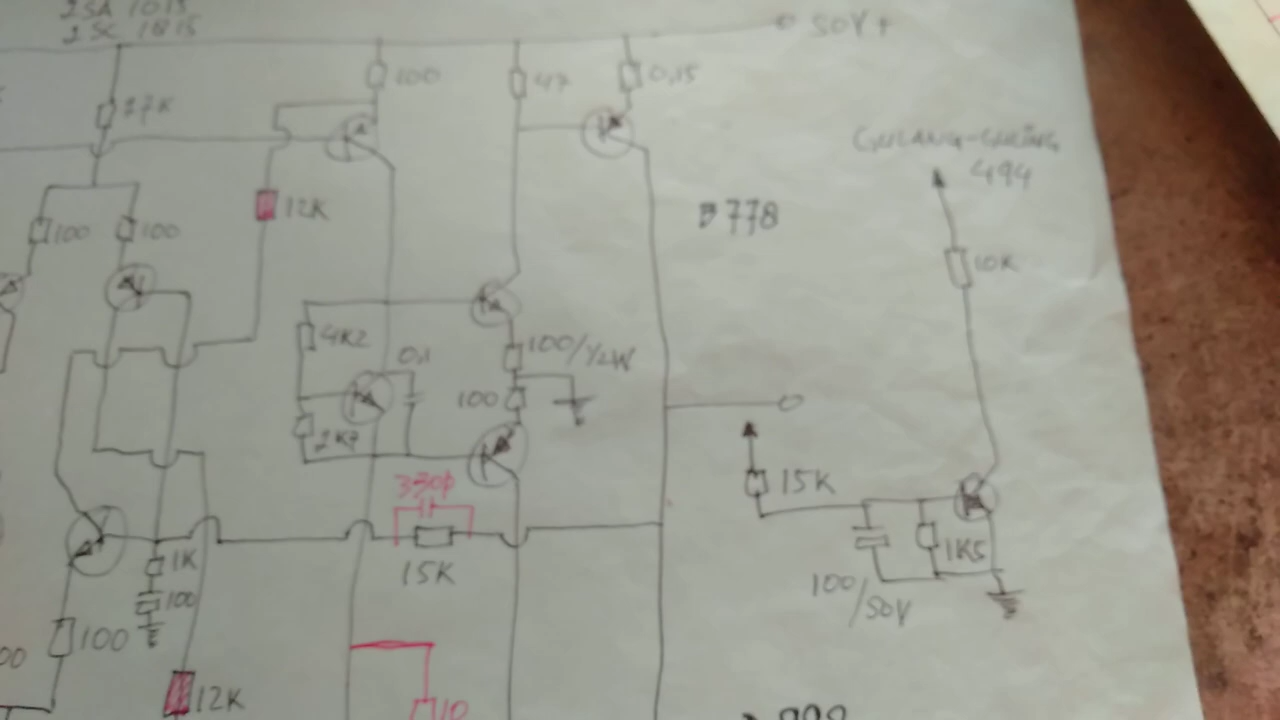 2SA 1015
2SC 1815
50V+
100
47
0,15
27K
GULANG-GULING
494
12K
B778
100
100
10K
4K2
0,1
100/½W
100
2K7
330P
15K
15K
1K
100
1K5
100
/50V
100
00
12K
10